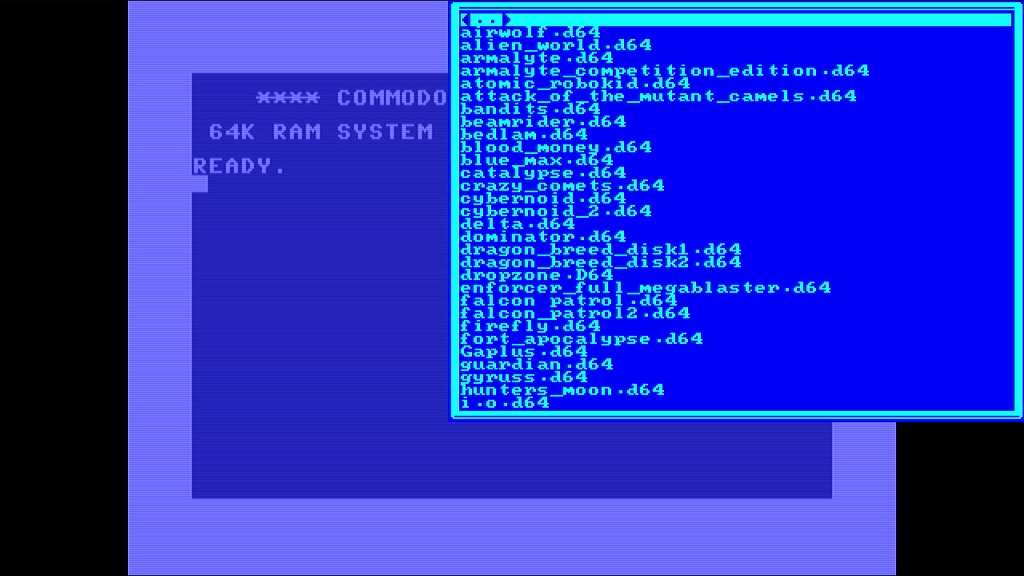 **** COMMODO
64K RAM SYSTEM
READY.
<..>
airwolf.d64
alien_world.d64
armalyte.d64
armalyte_competition_edition.d64
atomic_robokid.d64
attack_of_the_mutant_camels.d64
bandits.d64
beamrider.d64
bedlam.d64
blood_money.d64
blue_max.d64
catalypse.d64
crazy_comets.d64
cybernoid.d64
cybernoid_2.d64
delta.d64
dominator.d64
dragon_breed_disk1.d64
dragon_breed_disk2.d64
dropzone.D64
enforcer_full_megablaster.d64
falcon_patrol.d64
falcon_patrol2.d64
firefly.d64
fort_apocalypse.d64
Gaplus.d64
guardian.d64
gyruss.d64
hunters_moon.d64
i.o.d64